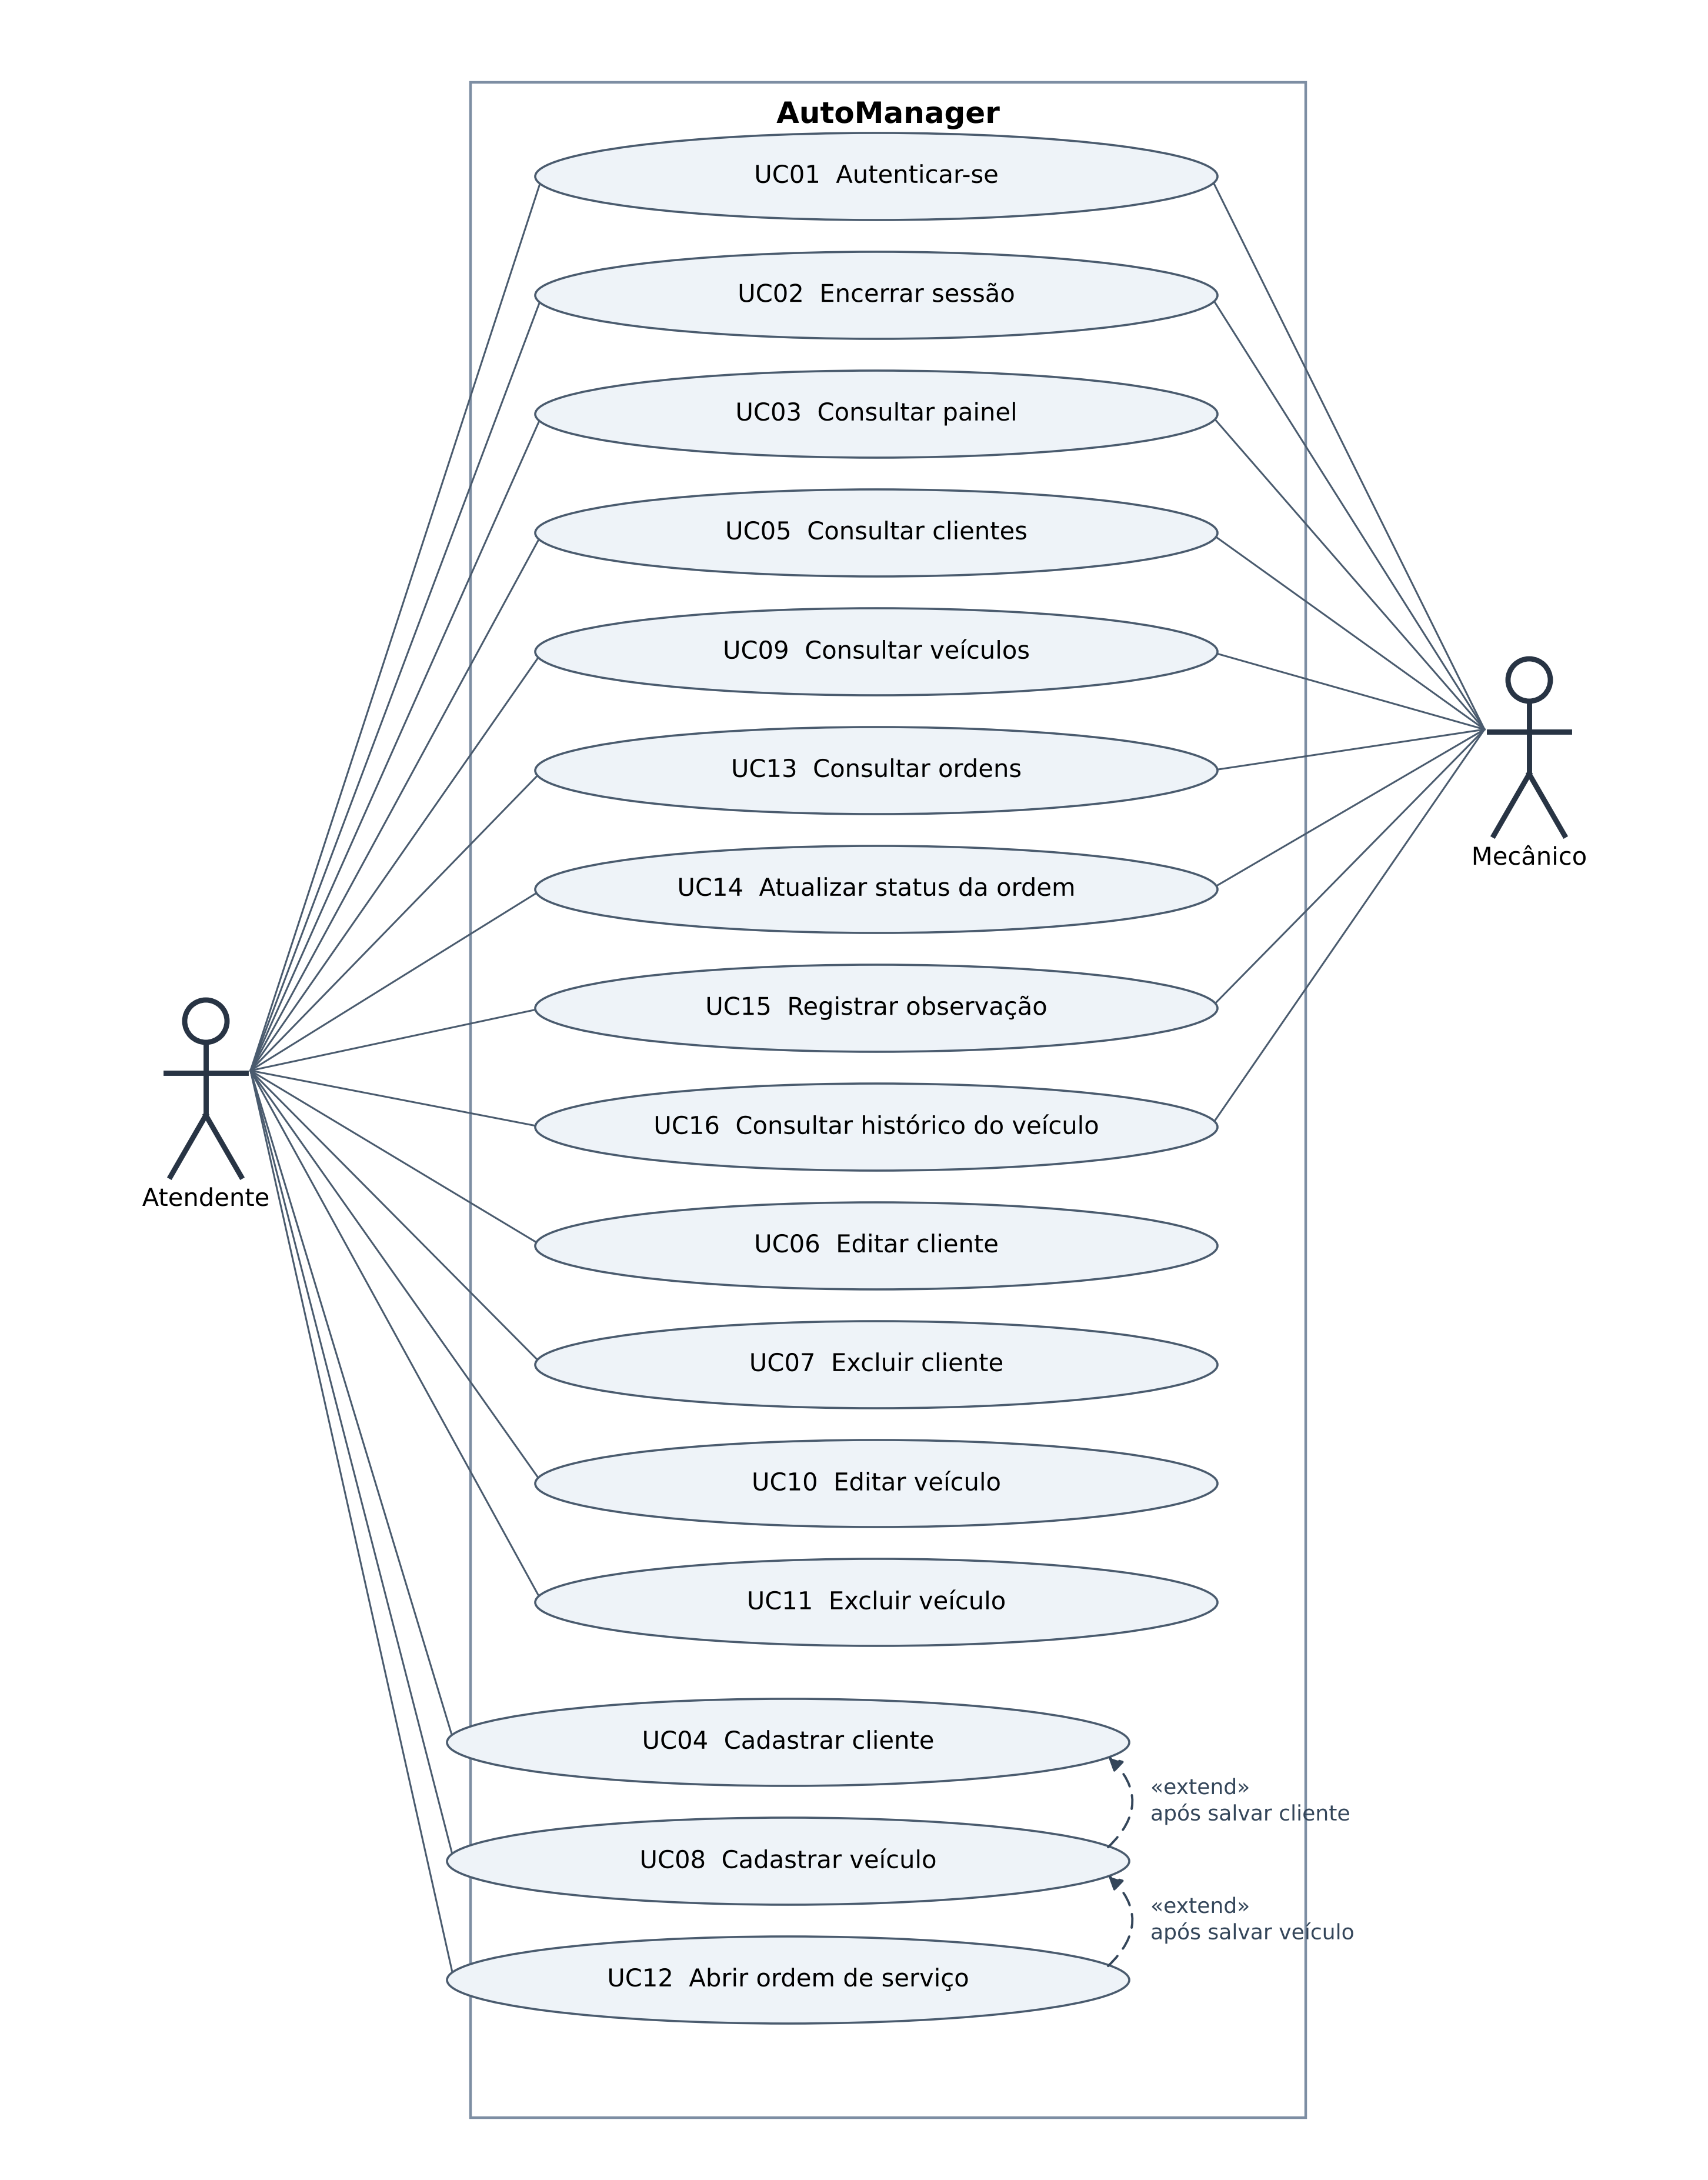 AutoManager
UC01  Autenticar-se
UC02  Encerrar sessão
UC03  Consultar painel
UC05  Consultar clientes
UC09  Consultar veículos
UC13  Consultar ordens
UC14  Atualizar status da ordem
Mecânico
UC15  Registrar observação
UC16  Consultar histórico do veículo
Atendente
UC06  Editar cliente
UC07  Excluir cliente
UC10  Editar veículo
UC11  Excluir veículo
UC04  Cadastrar cliente
«extend»
após salvar cliente
UC08  Cadastrar veículo
«extend»
após salvar veículo
UC12  Abrir ordem de serviço